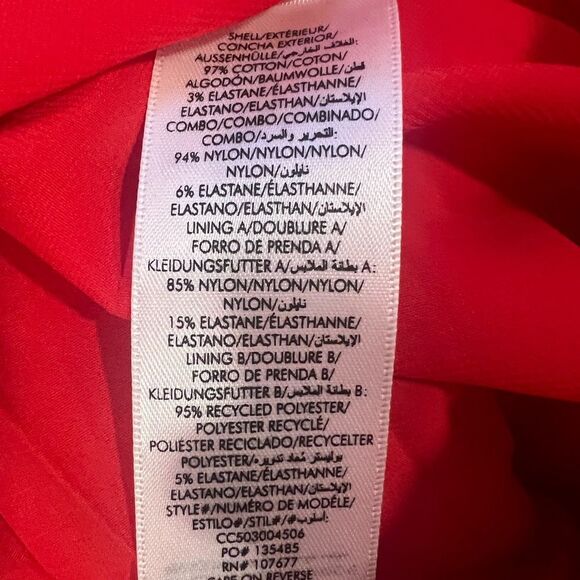 SHELL/EXTÉRIEUR/
CONCHA EXTERIOR/
AUSSENHÜLLE/الغلاف الخارجي:
97% COTTON/COTON/
ALGODÓN/BAUMWOLLE/قطن/
3% ELASTANE/ÉLASTHANNE/
ELASTANO/ELASTHAN/الإيلاستان/
COMBO/COMBO/COMBINADO/
COMBO/التحرير والسرد:
94% NYLON/NYLON/NYLON/
NYLON/نايلون/
6% ELASTANE/ÉLASTHANNE/
ELASTANO/ELASTHAN/الإيلاستان/
LINING A/DOUBLURE A/
FORRO DE PRENDA A/
KLEIDUNGSFUTTER A/بطانة الملابس A:
85% NYLON/NYLON/NYLON/
NYLON/نايلون/
15% ELASTANE/ÉLASTHANNE/
ELASTANO/ELASTHAN/الإيلاستان/
LINING B/DOUBLURE B/
FORRO DE PRENDA B/
KLEIDUNGSFUTTER B/بطانة الملابس B:
95% RECYCLED POLYESTER/
POLYESTER RECYCLÉ/
POLIESTER RECICLADO/RECYCELTER
POLYESTER/بوليستر مُعاد تدويره/
5% ELASTANE/ÉLASTHANNE/
ELASTANO/ELASTHAN/الإيلاستان/
STYLE#/NUMÉRO DE MODÈLE/
ESTILO#/STIL#/#أسلوب:
CC503004506
PO# 135485
RN# 107677
CARE ON REVERSE